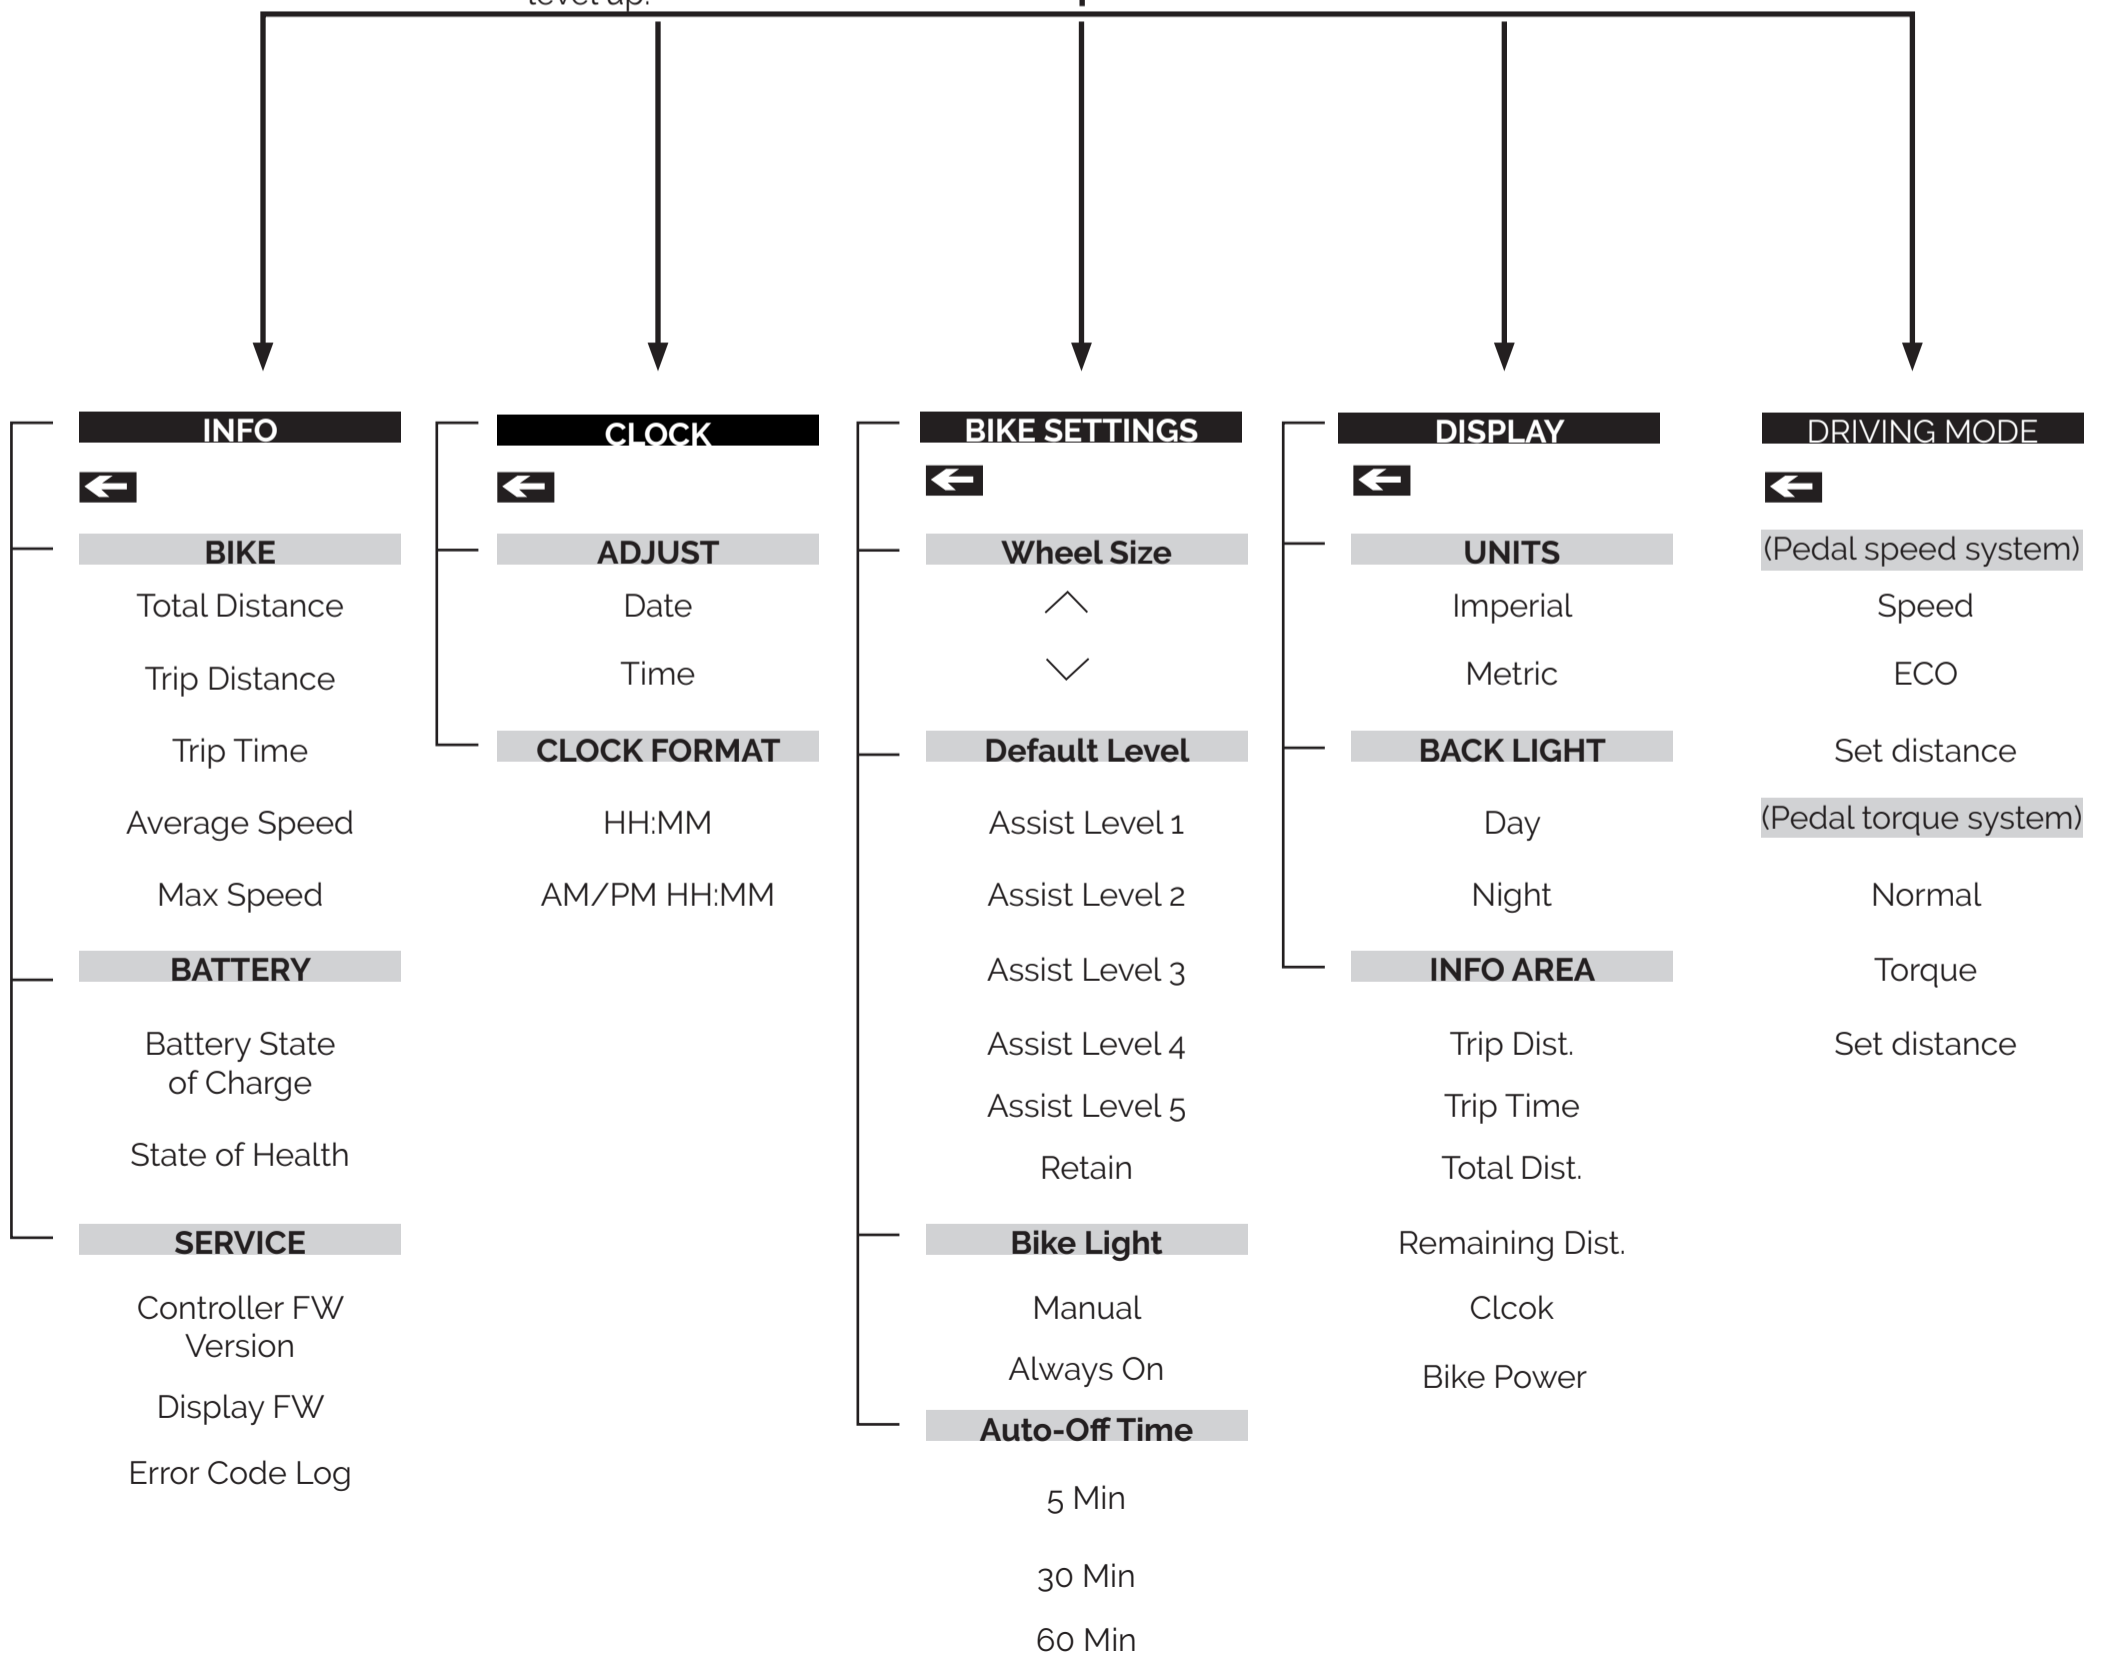 level up.
INFO
BIKE
Total Distance
Trip Distance
Trip Time
Average Speed
Max Speed
BATTERY
Battery State
of Charge
State of Health
SERVICE
Controller FW
Version
Display FW
Error Code Log
CLOCK
ADJUST
Date
Time
CLOCK FORMAT
HH:MM
AM/PM HH:MM
BIKE SETTINGS
Wheel Size
Default Level
Assist Level 1
Assist Level 2
Assist Level 3
Assist Level 4
Assist Level 5
Retain
Bike Light
Manual
Always On
Auto-Off Time
5 Min
30 Min
60 Min
DISPLAY
UNITS
Imperial
Metric
BACK LIGHT
Day
Night
INFO AREA
Trip Dist.
Trip Time
Total Dist.
Remaining Dist.
Clcok
Bike Power
DRIVING MODE
(Pedal speed system)
Speed
ECO
Set distance
(Pedal torque system)
Normal
Torque
Set distance